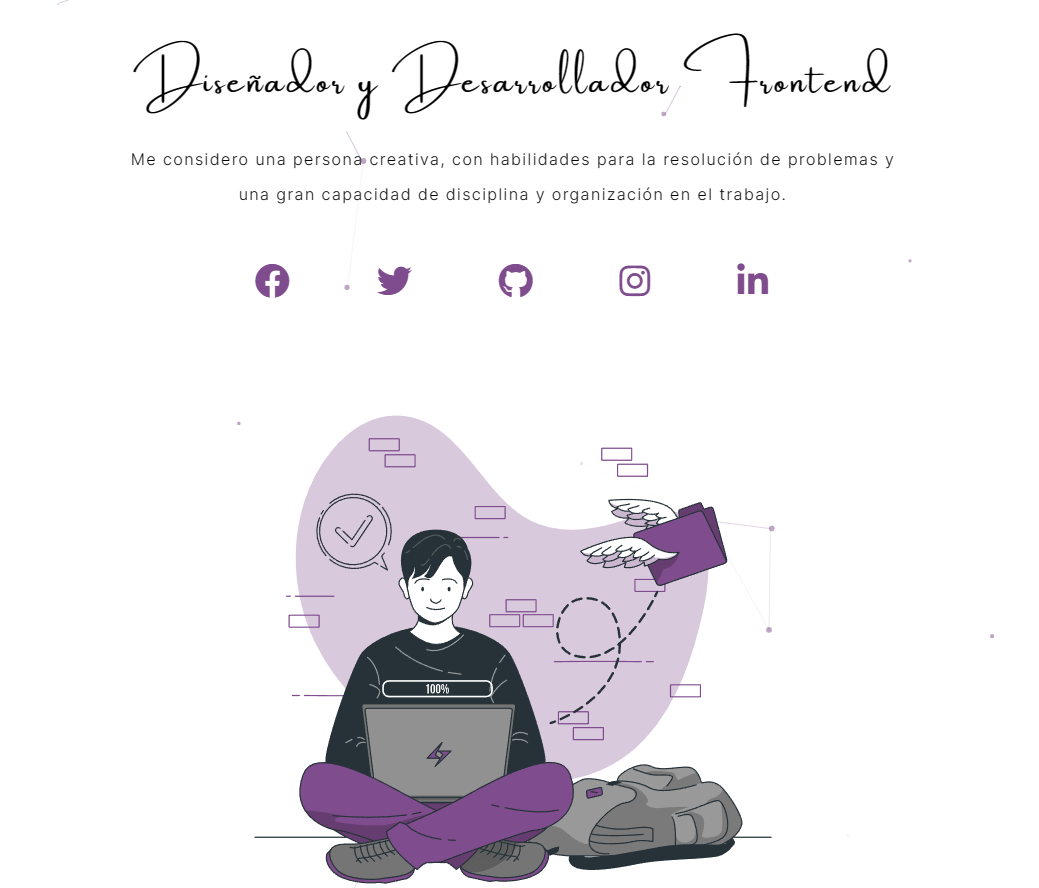 Diseñador y Desarrollador Frontend
Me considero una persona creativa, con habilidades para la resolución de problemas y
una gran capacidad de disciplina y organización en el trabajo.
100%